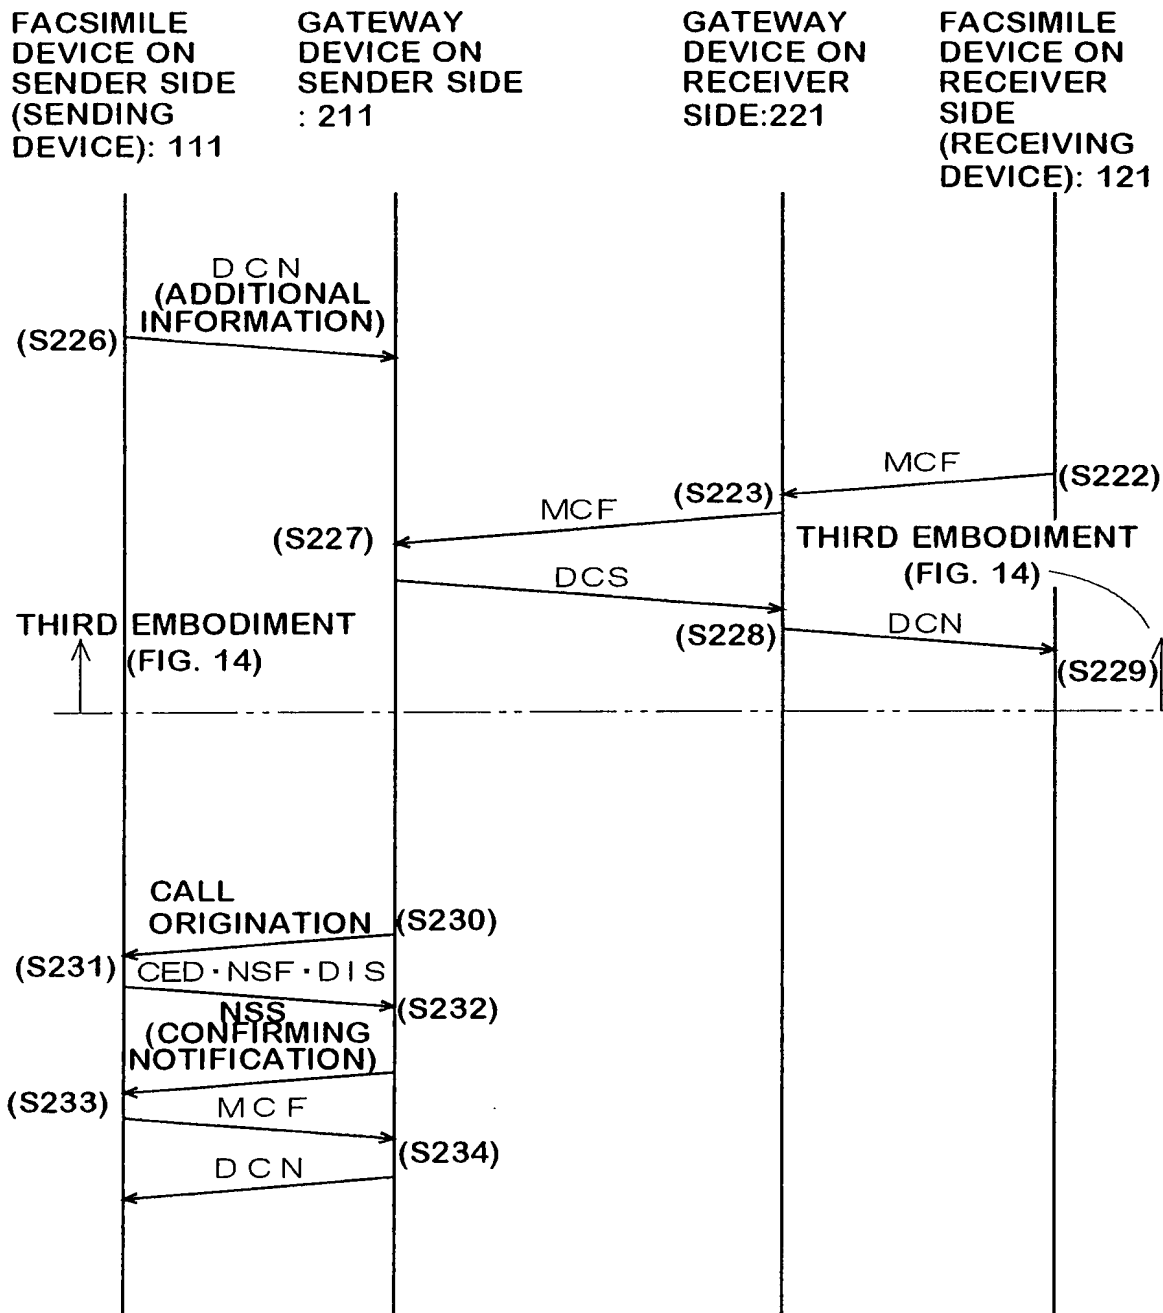 FACSIMILE
DEVICE ON
SENDER SIDE
(SENDING
DEVICE): 111
GATEWAY
DEVICE ON
SENDER SIDE
: 211
GATEWAY
DEVICE ON
RECEIVER
SIDE:221
FACSIMILE
DEVICE ON
RECEIVER
SIDE
(RECEIVING
DEVICE): 121
DCN
(ADDITIONAL
INFORMATION)
(S226)
MCF
(S222)
(S223)
MCF
(S227)
THIRD EMBODIMENT
(FIG. 14)
DCS
THIRD EMBODIMENT
(FIG. 14)
(S228)
DCN
(S229)
CALL
ORIGINATION
(S230)
(S231)
CED・NSF・DIS
NSS
(S232)
(CONFIRMING
NOTIFICATION)
(S233)
MCF
(S234)
DCN